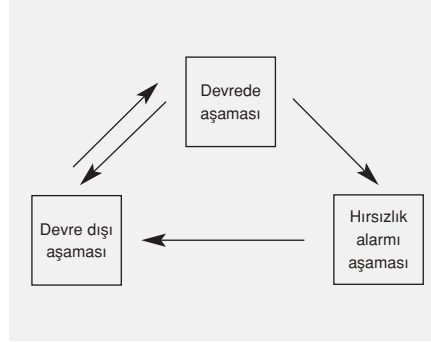 Devrede
aşaması
Devre dışı
aşaması
Hırsızlık
alarmı
aşaması